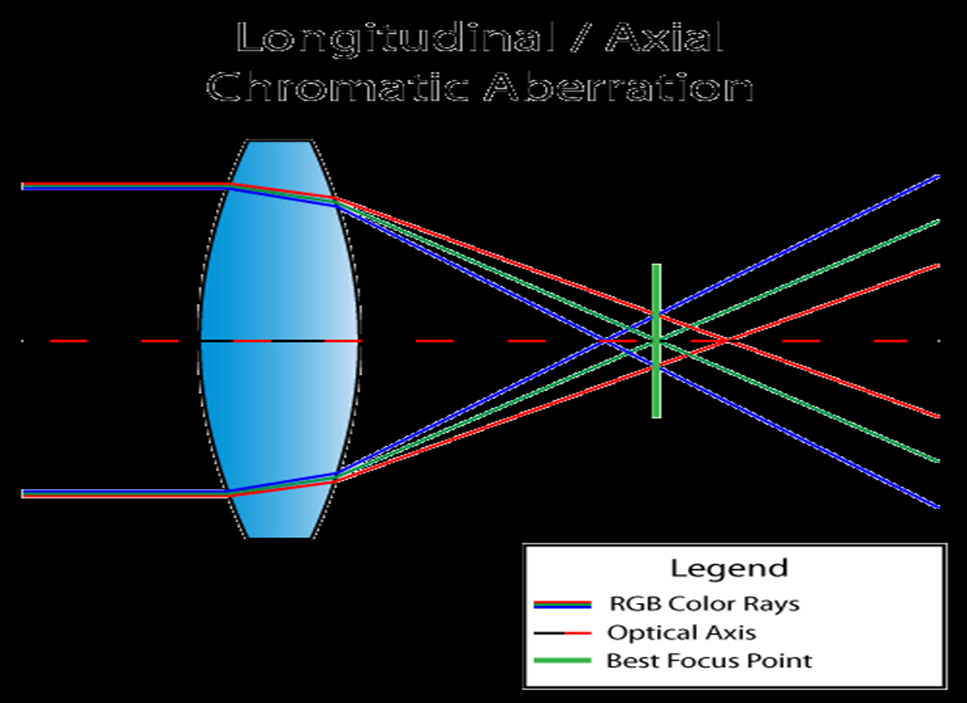 Longitudinal / Axial
Chromatic Aberration
Legend
RGB Color Rays
Optical Axis
Best Focus Point